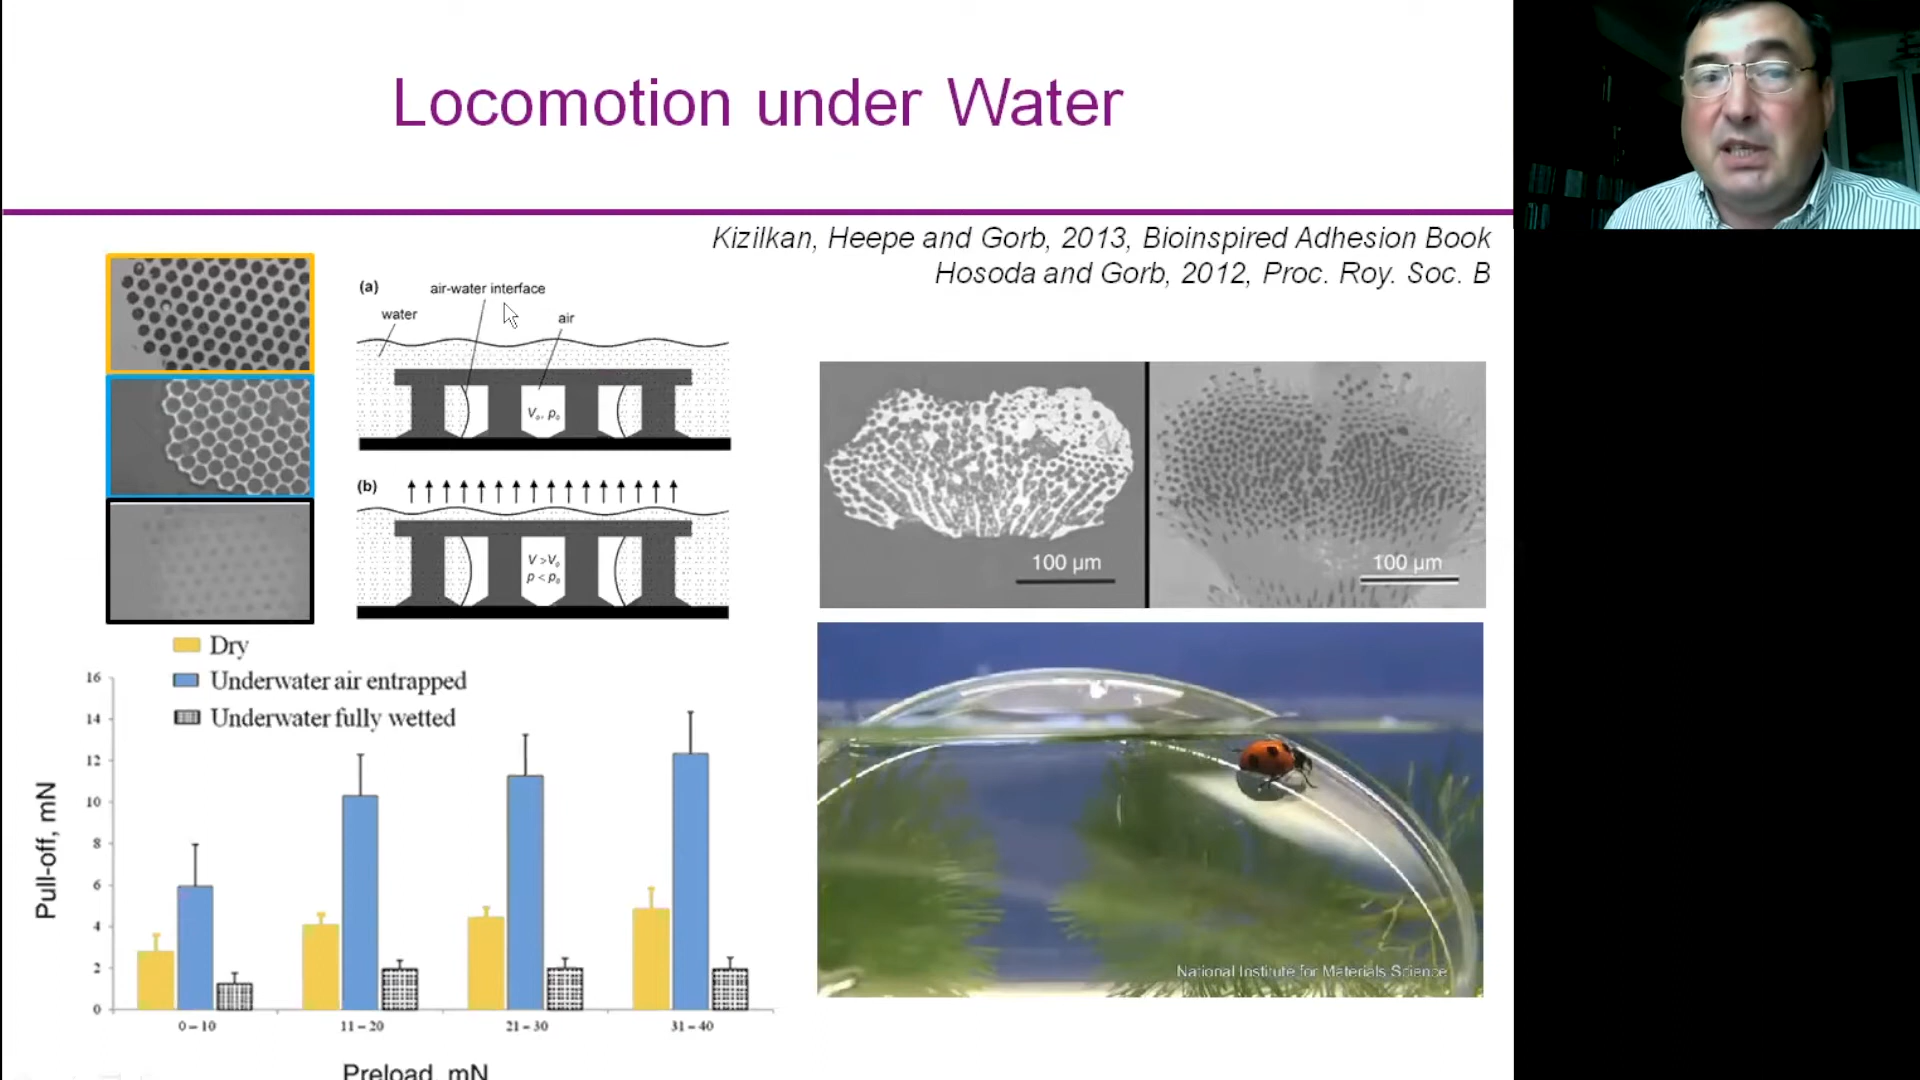 Locomotion under Water
Kizilkan, Heepe and Gorb, 2013, Bioinspired Adhesion Book
Hosoda and Gorb, 2012, Proc. Roy. Soc. B
(a)
air-water interface
water
air
V₀, p₀
(b)
V >V₀
p < p₀
100 µm
100 µm
Dry
Underwater air entrapped
Underwater fully wetted
16
14
12
10
8
6
4
2
0
Pull-off, mN
0 – 10
11 – 20
21 – 30
31 – 40
Preload, mN
National Institute for Materials Science